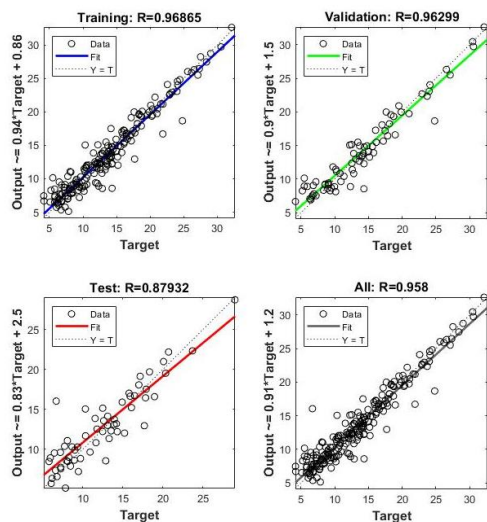 Training: R=0.96865
Output ~= 0.94*Target + 0.86
30
25
20
15
10
5
Data
Fit
Y = T
5 10 15 20 25 30
Target
Validation: R=0.96299
Output ~= 0.9*Target + 1.5
30
25
20
15
10
5
Data
Fit
Y = T
5 10 15 20 25 30
Target
Test: R=0.87932
Output ~= 0.83*Target + 2.5
25
20
15
10
Data
Fit
Y = T
10 15 20 25
Target
All: R=0.958
Output ~= 0.91*Target + 1.2
30
25
20
15
10
5
Data
Fit
Y = T
5 10 15 20 25 30
Target